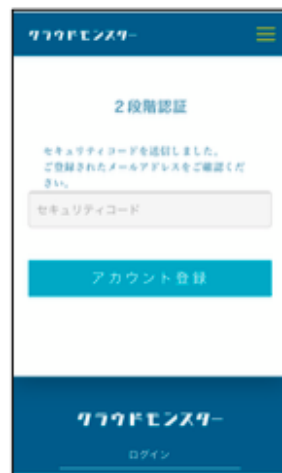 クラウドモンスター
2段階認証
セキュリティコードを送信しました。
ご登録されたメールアドレスをご確認くだ
さい。
セキュリティコード
アカウント登録
クラウドモンスター
ログイン